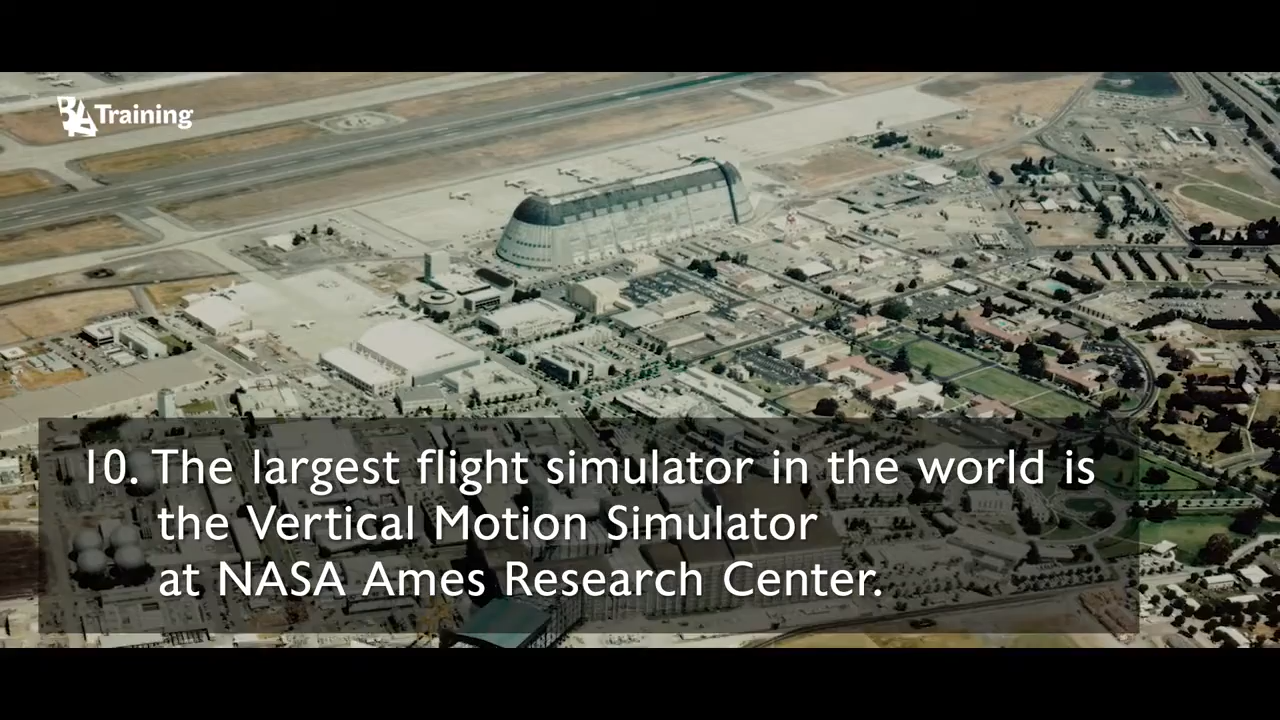 BAA Training
10. The largest flight simulator in the world is
the Vertical Motion Simulator
at NASA Ames Research Center.